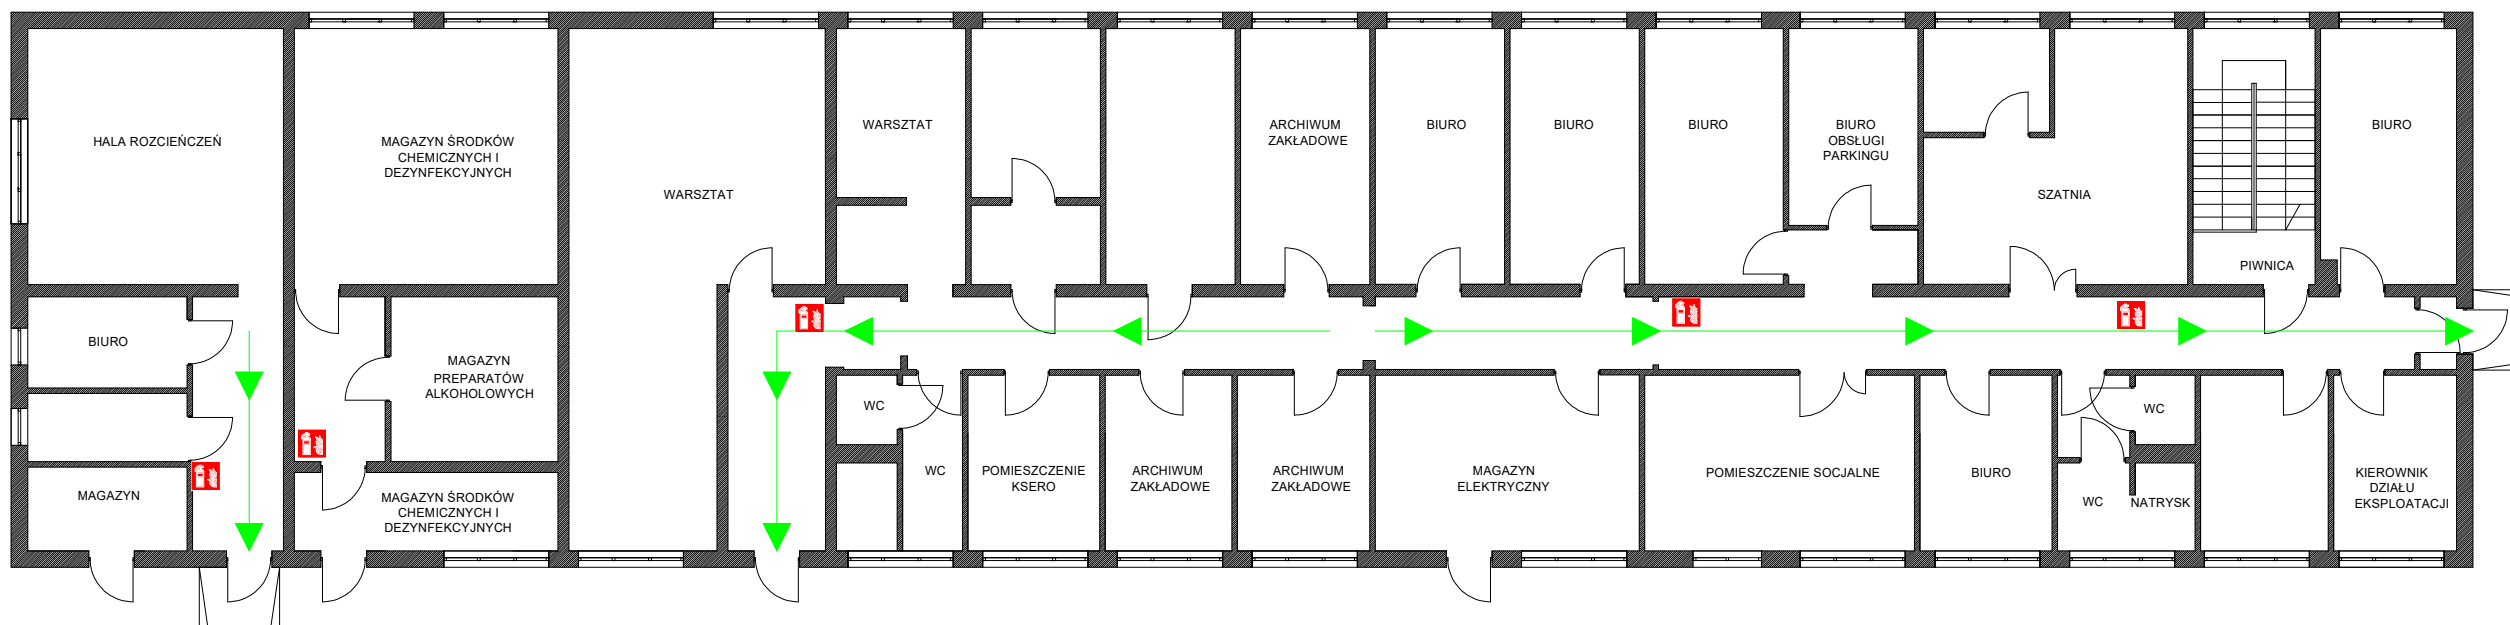 HALA ROZCIEŃCZEŃ
MAGAZYN ŚRODKÓW
CHEMICZNYCH I
DEZYNFEKCYJNYCH
WARSZTAT
WARSZTAT
ARCHIWUM
ZAKŁADOWE
BIURO
BIURO
BIURO
BIURO
OBSŁUGI
PARKINGU
SZATNIA
PIWNICA
BIURO
BIURO
MAGAZYN
PREPARATÓW
ALKOHOLOWYCH
MAGAZYN
MAGAZYN ŚRODKÓW
CHEMICZNYCH I
DEZYNFEKCYJNYCH
WC
WC
POMIESZCZENIE
KSERO
ARCHIWUM
ZAKŁADOWE
ARCHIWUM
ZAKŁADOWE
MAGAZYN
ELEKTRYCZNY
POMIESZCZENIE SOCJALNE
BIURO
WC
WC
NATRYSK
KIEROWNIK
DZIAŁU
EKSPLOATACJI